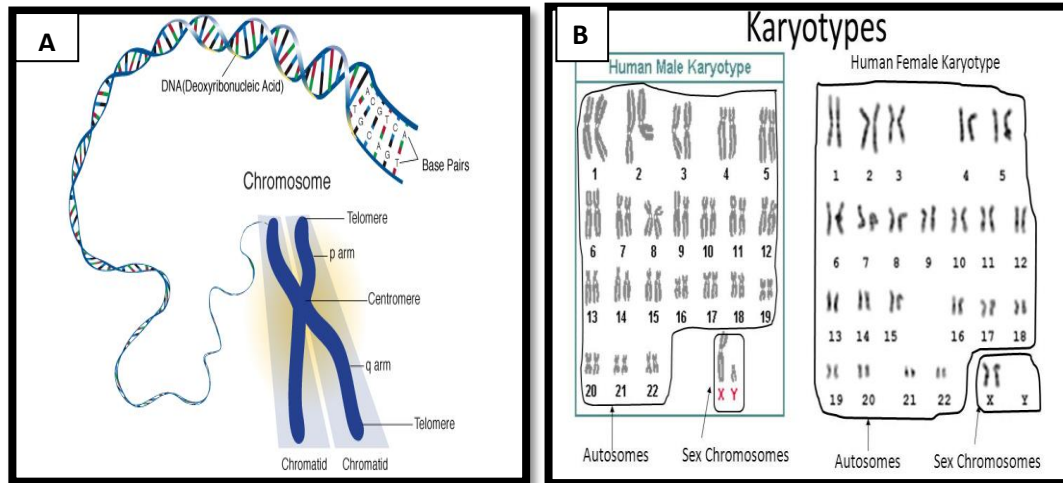 A
DNA(Deoxyribonucleic Acid)
A C G T C A
T G C A G T
Base Pairs
Chromosome
Telomere
p arm
Centromere
q arm
Telomere
Chromatid Chromatid
B
Karyotypes
Human Male Karyotype
1 2 3 4 5
6 7 8 9 10 11 12
13 14 15 16 17 18 19
20 21 22 X Y
Autosomes Sex Chromosomes
Human Female Karyotype
1 2 3 4 5
6 7 8 9 10 11 12
13 14 15 16 17 18
19 20 21 22 X Y
Autosomes Sex Chromosomes